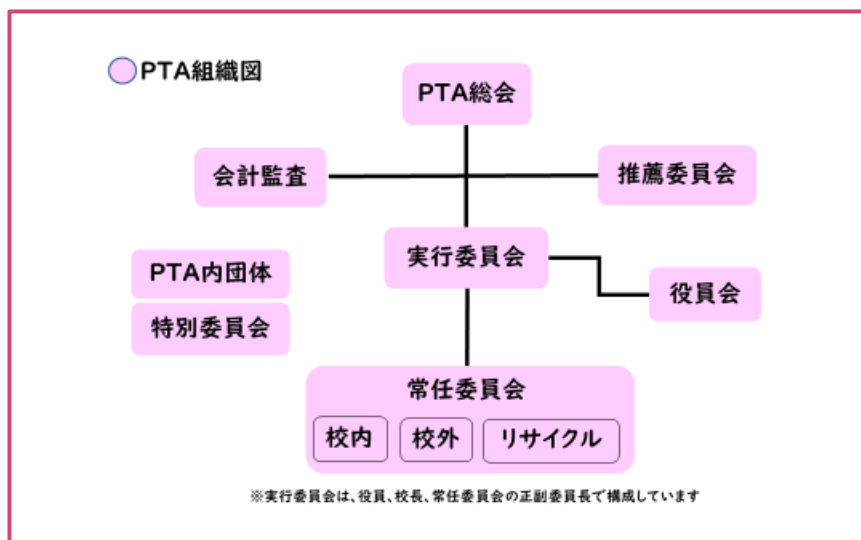 PTA組織図
PTA総会
会計監査
推薦委員会
実行委員会
PTA内団体
役員会
特別委員会
常任委員会
校内 校外 リサイクル
※実行委員会は、役員、校長、常任委員会の正副委員長で構成しています